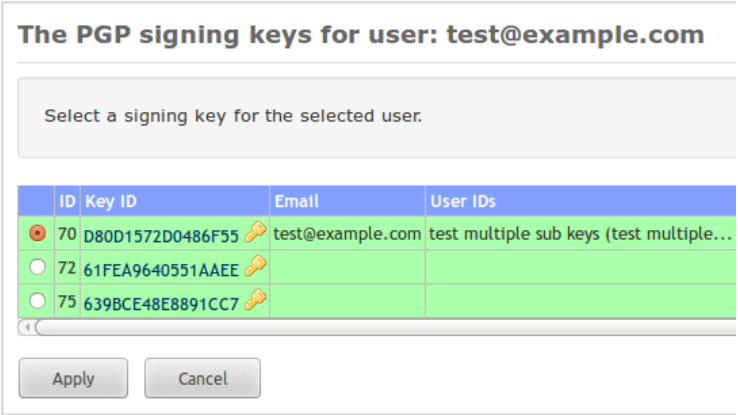 The PGP signing keys for user: test@example.com
Select a signing key for the selected user.
ID Key ID Email User IDs
70 D80D1572D0486F55 test@example.com test multiple sub keys (test multiple...
72 61FEA9640551AAEE
75 639BCE48E8891CC7
Apply Cancel